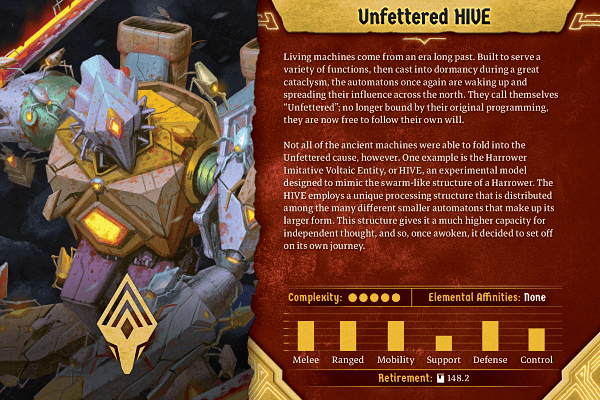 Unfettered HIVE
Living machines come from an era long past. Built to serve a
variety of functions, then cast into dormancy during a great
cataclysm, the automatons once again are waking up and
spreading their influence across the north. They call themselves
“Unfettered”; no longer bound by their original programming,
they are now free to follow their own will.
Not all of the ancient machines were able to fold into the
Unfettered cause, however. One example is the Harrower
Imitative Voltaic Entity, or HIVE, an experimental model
designed to mimic the swarm-like structure of a Harrower. The
HIVE employs a unique processing structure that is distributed
among the many different smaller automatons that make up its
larger form. This structure gives it a much higher capacity for
independent thought, and so, once awoken, it decided to set off
on its own journey.
Complexity: Elemental Affinities: None
Melee Ranged Mobility Support Defense Control
Retirement: 148.2